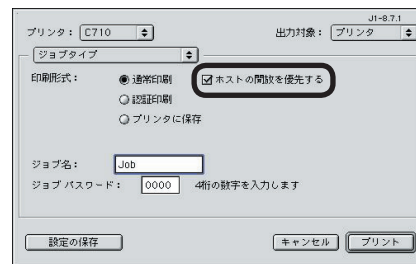 J1-8.7.1
プリンタ： C710 出力対象： プリンタ
ジョブタイプ
印刷形式： 通常印刷 ホストの開放を優先する
認証印刷
プリンタに保存
ジョブ名： Job
ジョブ パスワード： 0000 4桁の数字を入力します
設定の保存 キャンセル プリント